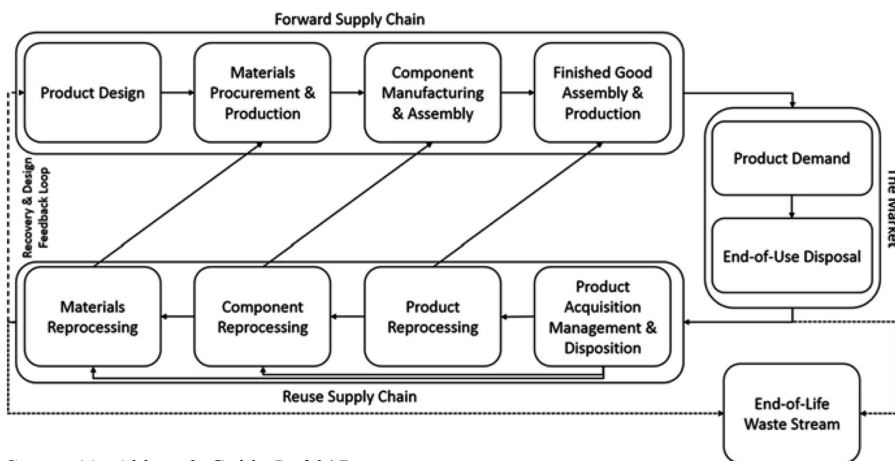 Forward Supply Chain
Product Design
Materials
Procurement &
Production
Component
Manufacturing
& Assembly
Finished Good
Assembly &
Production
Product Demand
End-of-Use Disposal
The Market
Recovery & Design
Feedback Loop
Materials
Reprocessing
Component
Reprocessing
Product
Reprocessing
Product
Acquisition
Management &
Disposition
Reuse Supply Chain
End-of-Life
Waste Stream